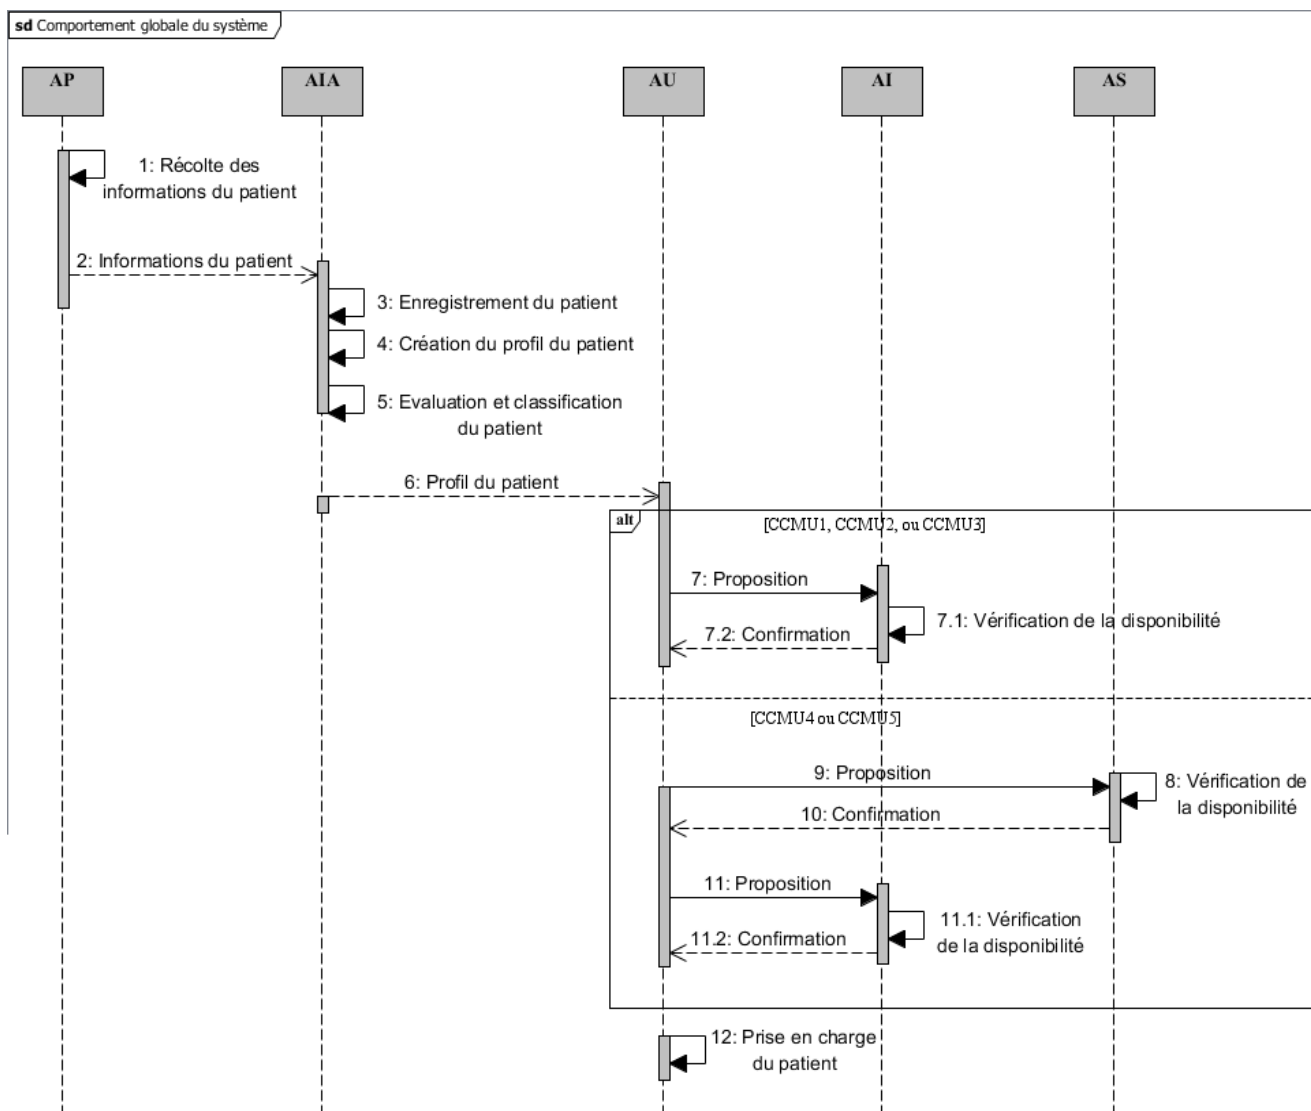 sd Comportement globale du système
AP
AIA
AU
AI
AS
1: Récolte des
informations du patient
2: Informations du patient
3: Enregistrement du patient
4: Création du profil du patient
5: Evaluation et classification
du patient
6: Profil du patient
alt
[CCMU1, CCMU2, ou CCMU3]
7: Proposition
7.1: Vérification de la disponibilité
7.2: Confirmation
[CCMU4 ou CCMU5]
9: Proposition
8: Vérification de
la disponibilité
10: Confirmation
11: Proposition
11.1: Vérification
de la disponibilité
11.2: Confirmation
12: Prise en charge
du patient